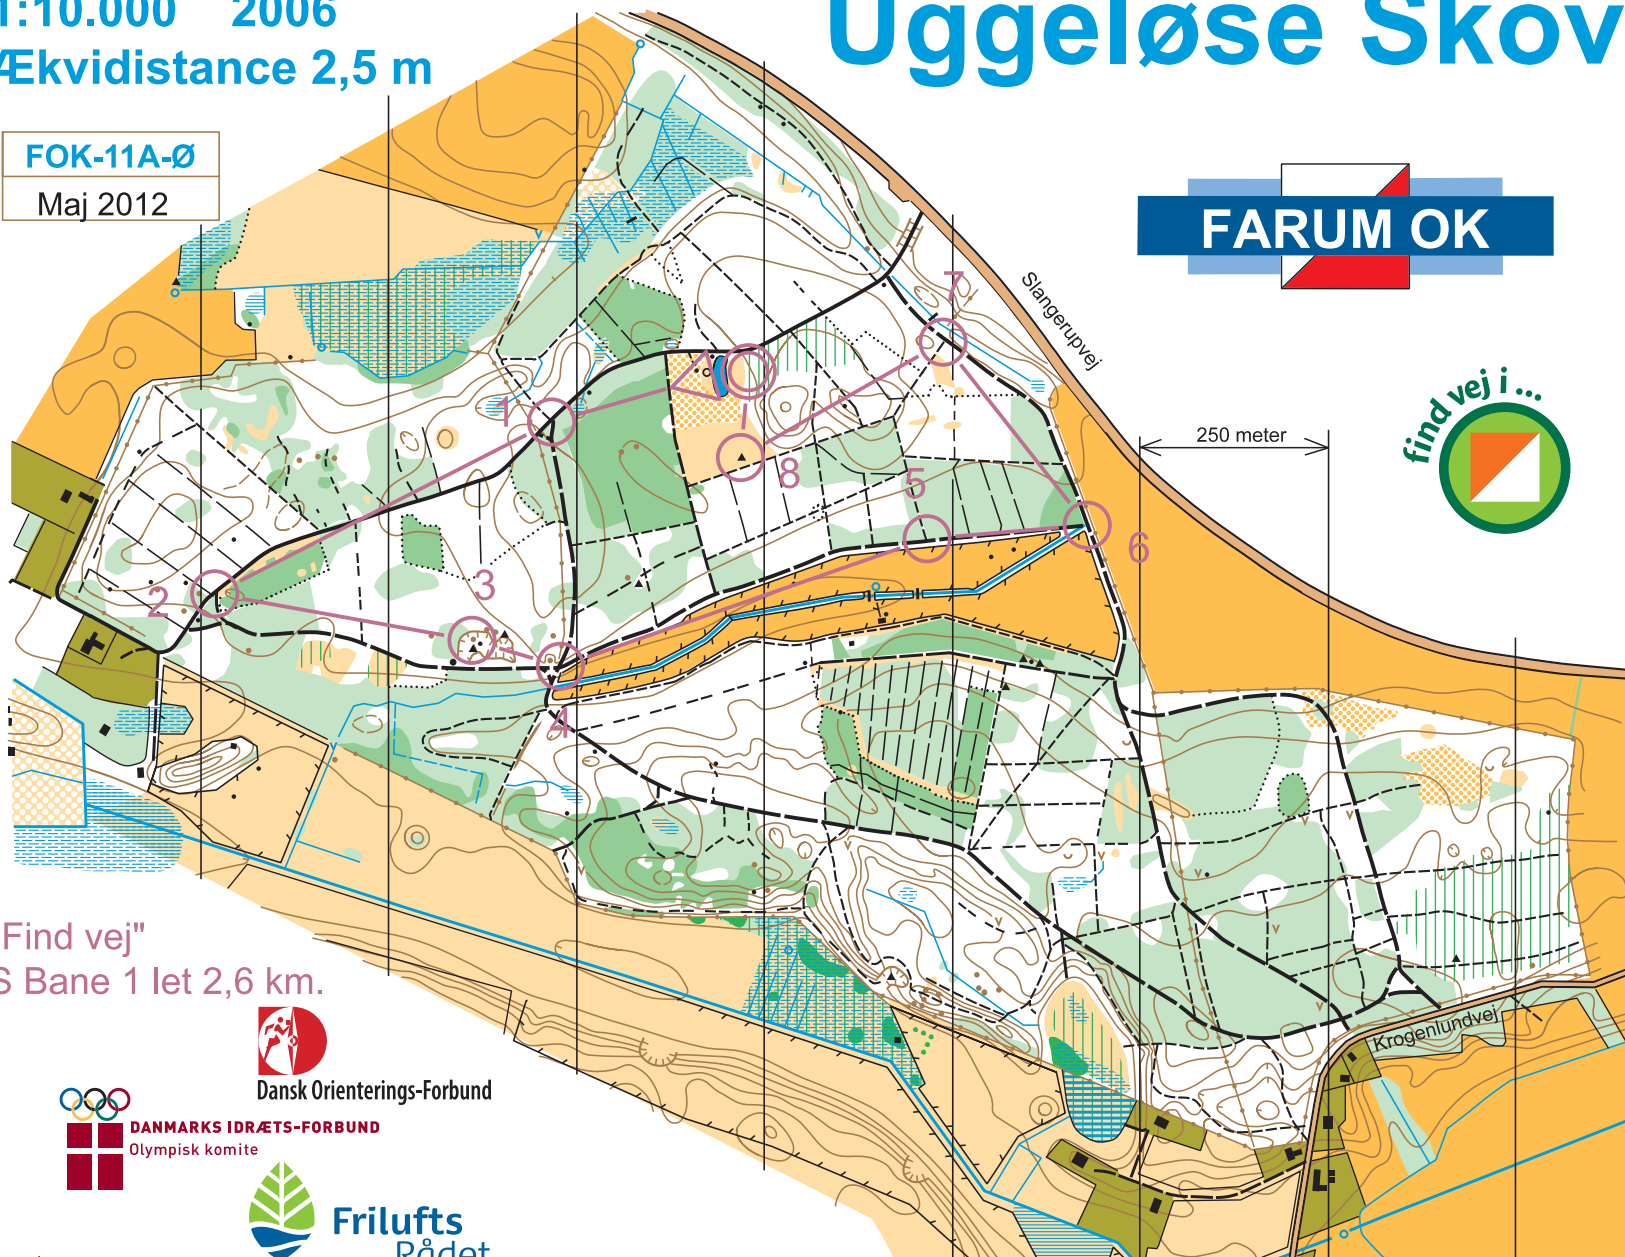 1:10.000 2006
Ækvidistance 2,5 m
Uggeløse Skov
FOK-11A-Ø
Maj 2012
FARUM OK
Slangerupvej
find vej i ...
250 meter
1
2
3
4
5
6
7
8
Find vej"
S Bane 1 let 2,6 km.
Krogenlundvej
Dansk Orienterings-Forbund
DANMARKS IDRÆTS-FORBUND
Olympisk komite
Frilufts
Rådet